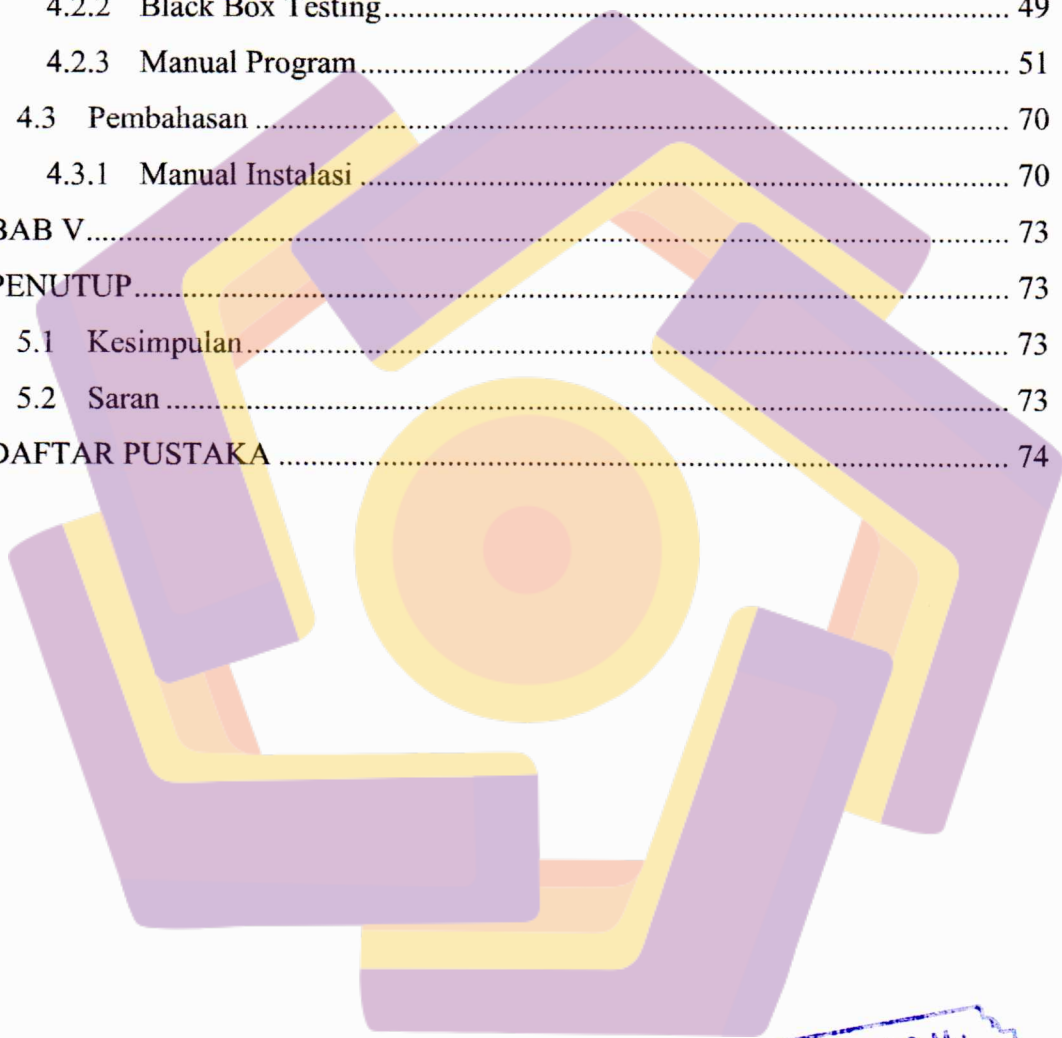 4.2.2 Black Box Testing........................................ 49
4.2.3 Manual Program........................................ 51
4.3 Pembahasan ........................................ 70
4.3.1 Manual Instalasi ........................................ 70
BAB V........................................ 73
PENUTUP........................................ 73
5.1 Kesimpulan........................................ 73
5.2 Saran ........................................ 73
DAFTAR PUSTAKA ........................................ 74